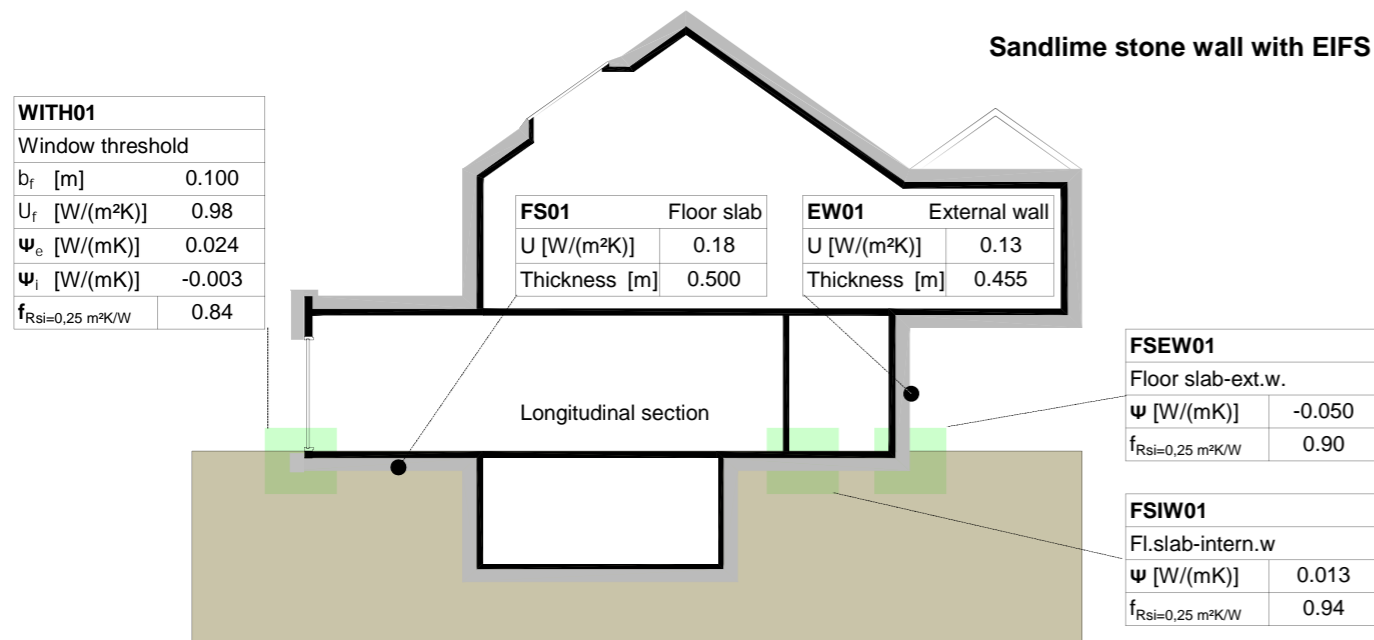 Sandlime stone wall with EIFS
WITH01
Window threshold
bf [m] 0.100
Uf [W/(m²K)] 0.98
Ψe [W/(mK)] 0.024
Ψi [W/(mK)] -0.003
fRsi=0,25 m²K/W 0.84
FS01 Floor slab
U [W/(m²K)] 0.18
Thickness [m] 0.500
EW01 External wall
U [W/(m²K)] 0.13
Thickness [m] 0.455
Longitudinal section
FSEW01
Floor slab-ext.w.
Ψ [W/(mK)] -0.050
fRsi=0,25 m²K/W 0.90
FSIW01
Fl.slab-intern.w
Ψ [W/(mK)] 0.013
fRsi=0,25 m²K/W 0.94